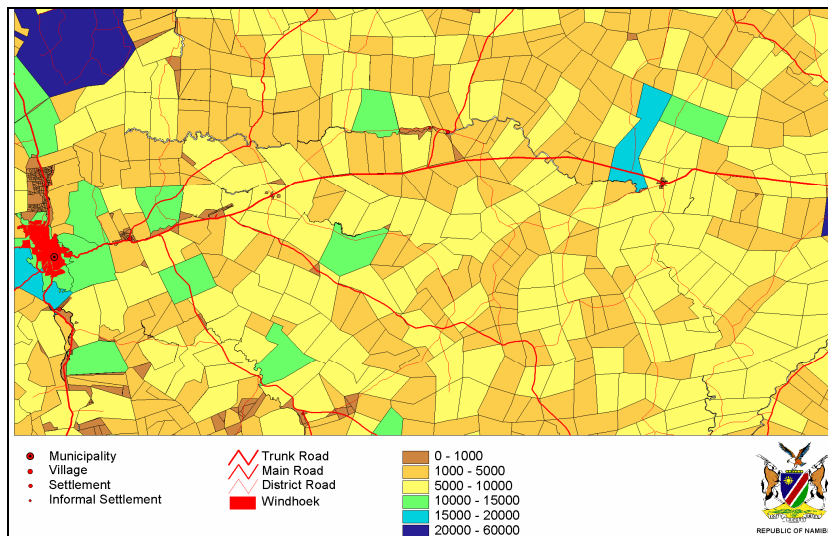 Municipality
Village
Settlement
Informal Settlement
Trunk Road
Main Road
District Road
Windhoek
0 - 1000
1000 - 5000
5000 - 10000
10000 - 15000
15000 - 20000
20000 - 60000
REPUBLIC OF NAMIBI